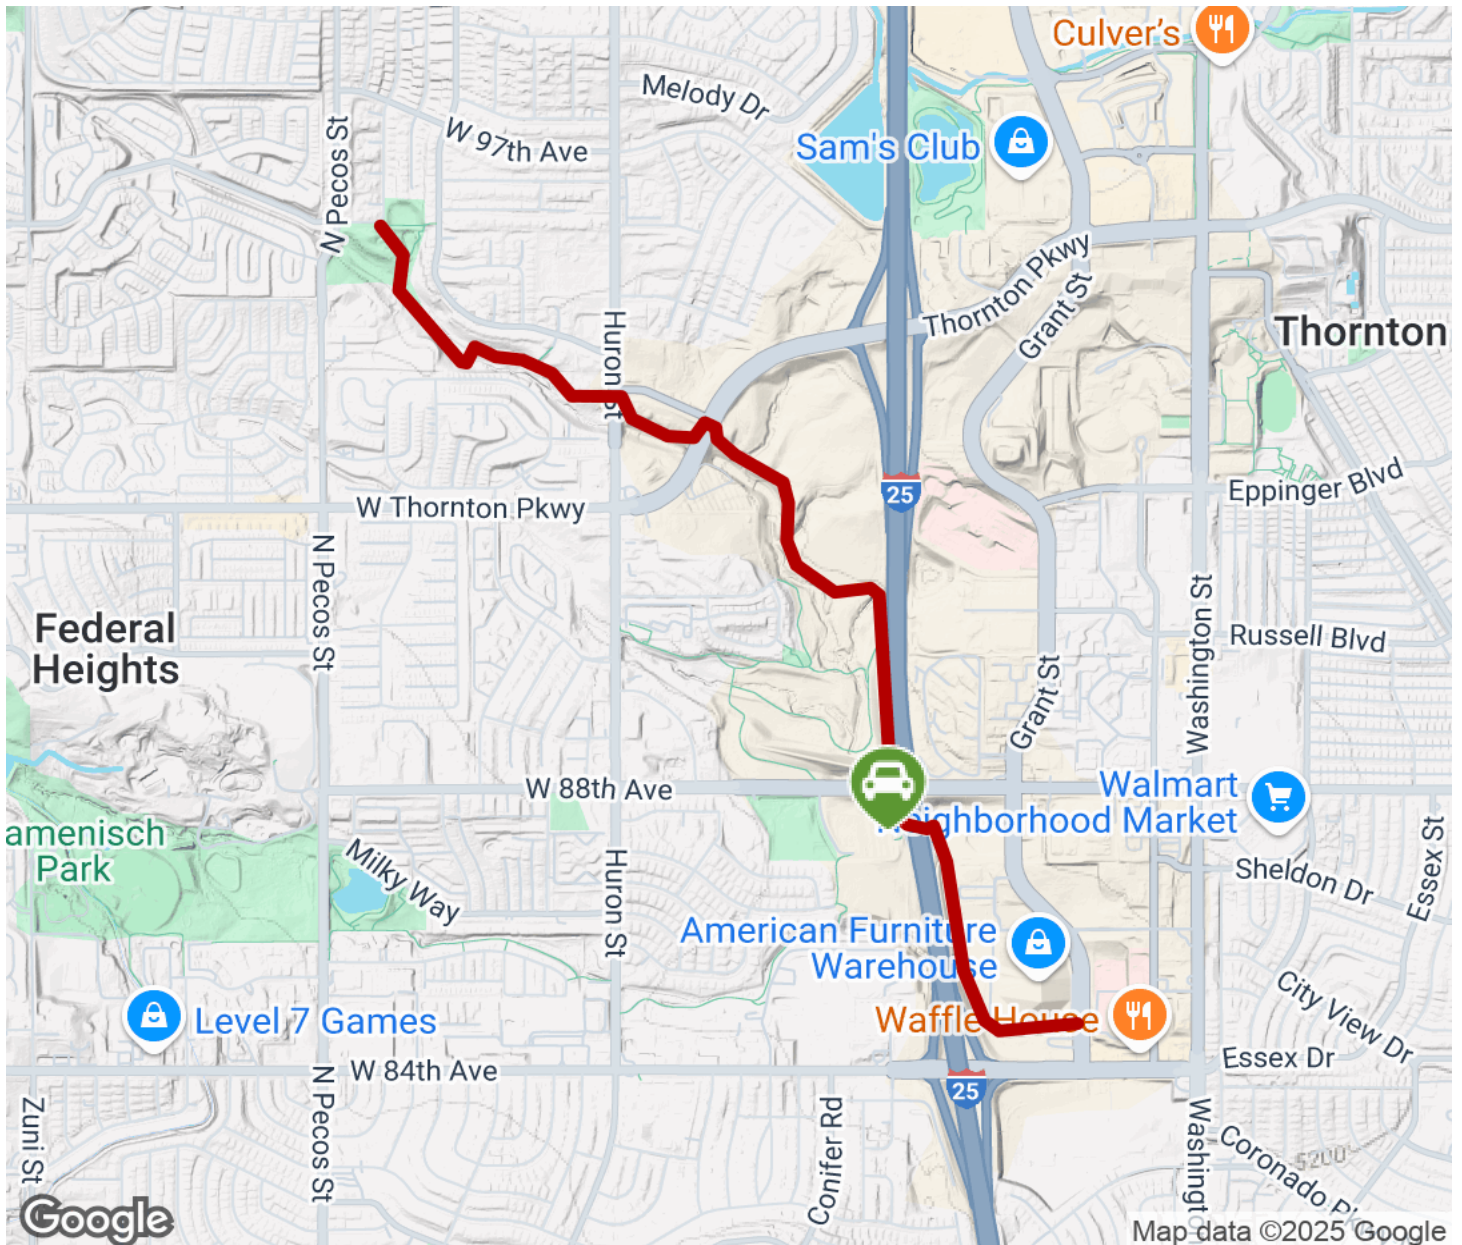 Culver's
Melody Dr
N Pecos St
W 97th Ave
Sam's Club
Thornton Pkwy
Grant St
Huron St
Thornton
25
Eppinger Blvd
W Thornton Pkwy
N Pecos St
Federal
Heights
Washington St
Russell Blvd
Grant St
W 88th Ave
Walmart
Neighborhood Market
amenisch
Park
Milky Way
Huron St
Sheldon Dr
Essex St
American Furniture
Warehouse
Level 7 Games
Waffle House
City View Dr
W 84th Ave
Essex Dr
25
Zuni St
N Pecos St
Conifer Rd
Washingt
Coronado P
5200
Google
Map data ©2025 Google